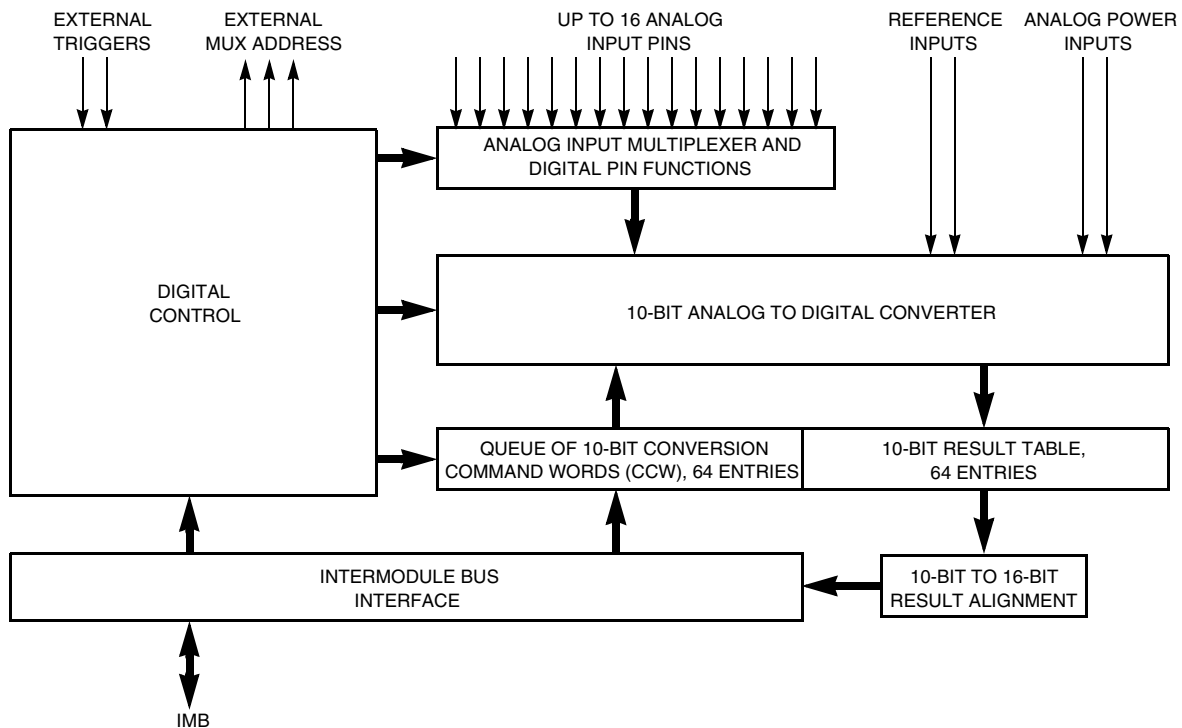 EXTERNAL
TRIGGERS
EXTERNAL
MUX ADDRESS
UP TO 16 ANALOG
INPUT PINS
REFERENCE
INPUTS
ANALOG POWER
INPUTS
ANALOG INPUT MULTIPLEXER AND
DIGITAL PIN FUNCTIONS
DIGITAL
CONTROL
10-BIT ANALOG TO DIGITAL CONVERTER
QUEUE OF 10-BIT CONVERSION
COMMAND WORDS (CCW), 64 ENTRIES
10-BIT RESULT TABLE,
64 ENTRIES
INTERMODULE BUS
INTERFACE
10-BIT TO 16-BIT
RESULT ALIGNMENT
IMB